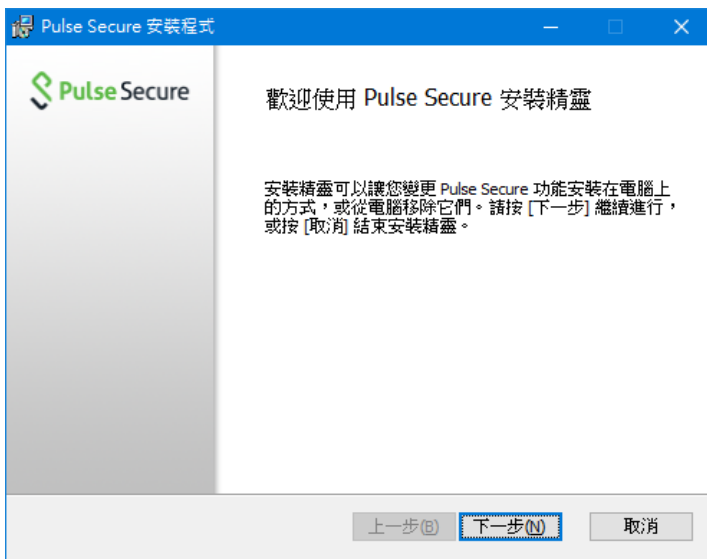 Pulse Secure 安裝程式
Pulse Secure
歡迎使用 Pulse Secure 安裝精靈
安裝精靈可以讓您變更 Pulse Secure 功能安裝在電腦上
的方式，或從電腦移除它們。請按 [下一步] 繼續進行，
或按 [取消] 結束安裝精靈。
上一步(B) 下一步(N) 取消